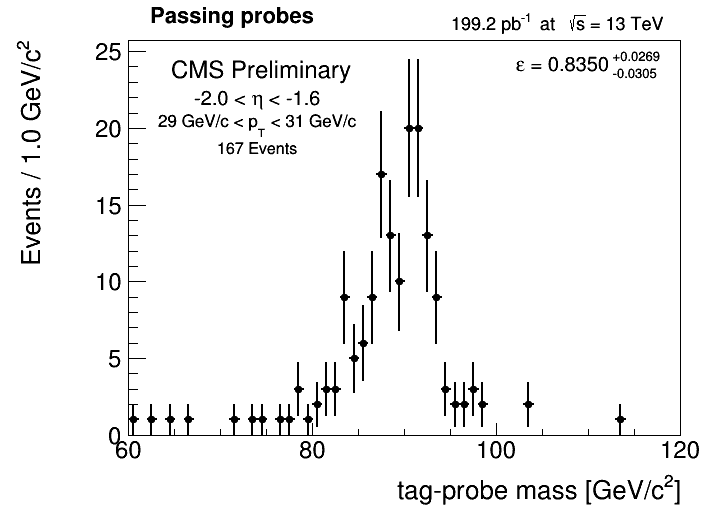 Passing probes
199.2 pb-1 at √s = 13 TeV
CMS Preliminary
ε = 0.8350 +0.0269 -0.0305
-2.0 < η < -1.6
29 GeV/c < pT < 31 GeV/c
167 Events
Events / 1.0 GeV/c2
25
20
15
10
5
0
60 80 100 120
tag-probe mass [GeV/c2]